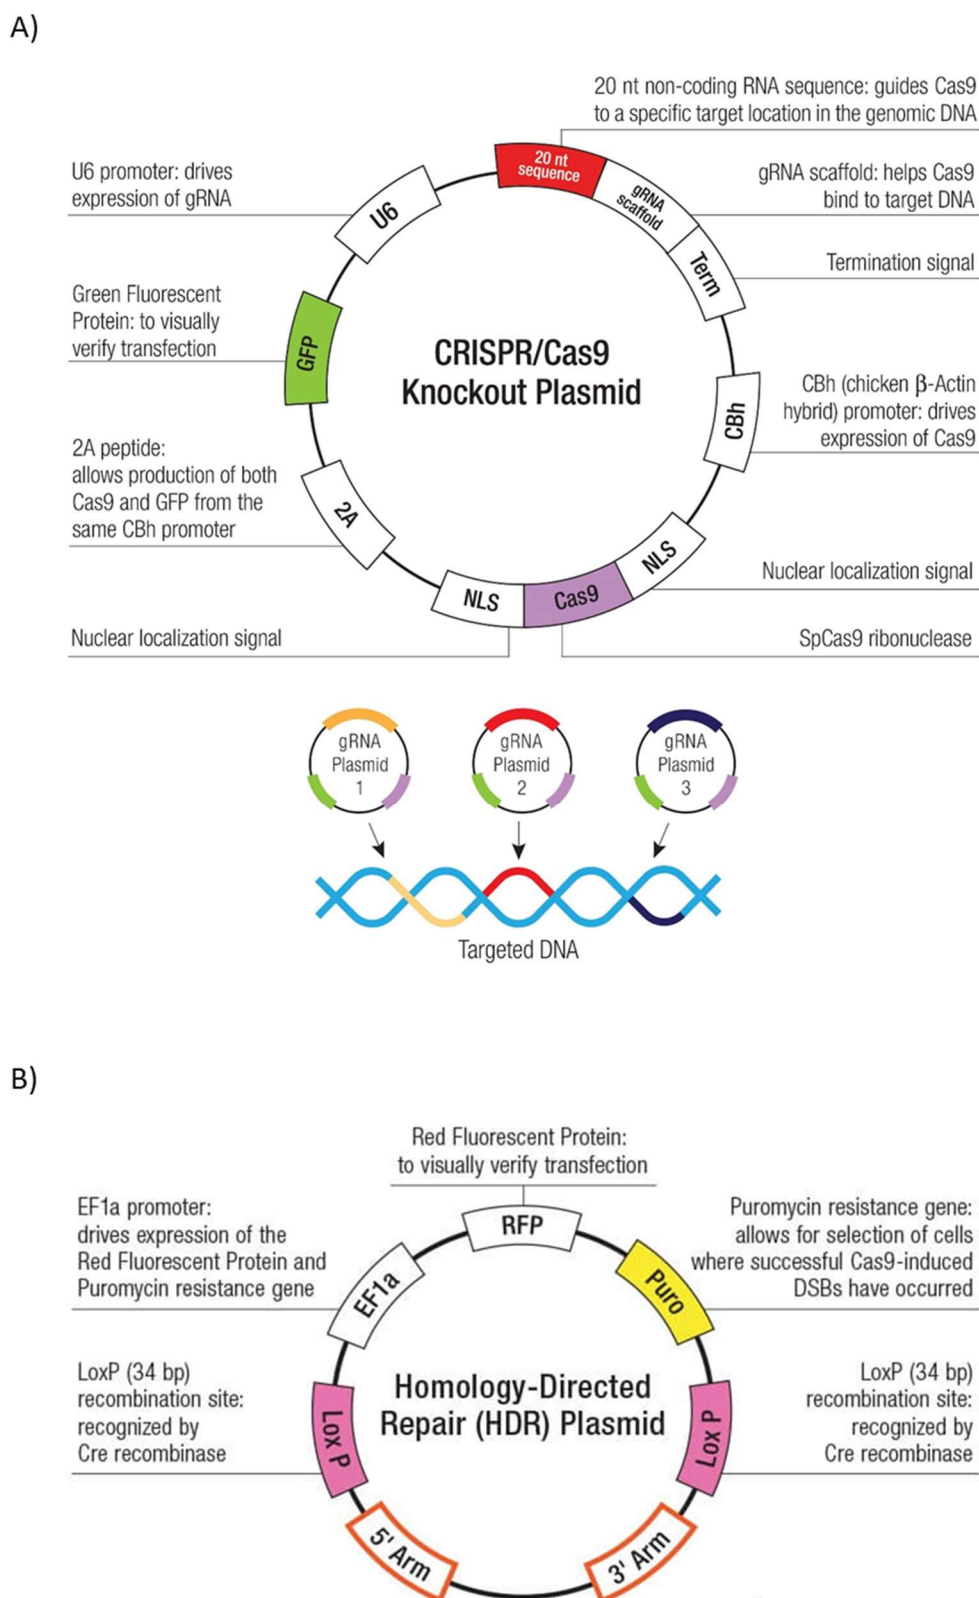 A)
20 nt non-coding RNA sequence: guides Cas9
to a specific target location in the genomic DNA
U6 promoter: drives
expression of gRNA
20 nt
sequence
gRNA
scaffold
gRNA scaffold: helps Cas9
bind to target DNA
U6
Term
Termination signal
Green Fluorescent
Protein: to visually
verify transfection
GFP
CRISPR/Cas9
Knockout Plasmid
CBh
CBh (chicken β-Actin
hybrid) promoter: drives
expression of Cas9
2A peptide:
allows production of both
Cas9 and GFP from the
same CBh promoter
2A
NLS
Nuclear localization signal
NLS
Cas9
Nuclear localization signal
SpCas9 ribonuclease
gRNA
Plasmid
1
gRNA
Plasmid
2
gRNA
Plasmid
3
Targeted DNA
B)
Red Fluorescent Protein:
to visually verify transfection
EF1a promoter:
drives expression of the
Red Fluorescent Protein and
Puromycin resistance gene
RFP
Puromycin resistance gene:
allows for selection of cells
where successful Cas9-induced
DSBs have occurred
EF1a
Puro
LoxP (34 bp)
recombination site:
recognized by
Cre recombinase
Lox P
Homology-Directed
Repair (HDR) Plasmid
Lox P
LoxP (34 bp)
recombination site:
recognized by
Cre recombinase
5' Arm
3' Arm